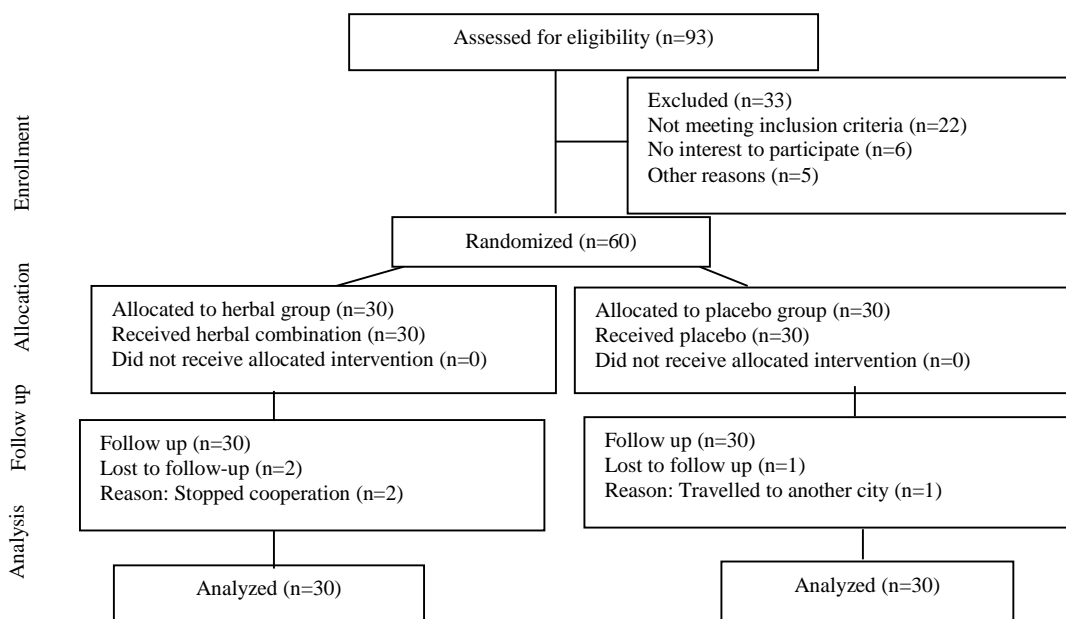 Assessed for eligibility (n=93)
Excluded (n=33)
Not meeting inclusion criteria (n=22)
No interest to participate (n=6)
Other reasons (n=5)
Enrollment
Randomized (n=60)
Allocation
Allocated to herbal group (n=30)
Received herbal combination (n=30)
Did not receive allocated intervention (n=0)
Allocated to placebo group (n=30)
Received placebo (n=30)
Did not receive allocated intervention (n=0)
Follow up
Follow up (n=30)
Lost to follow-up (n=2)
Reason: Stopped cooperation (n=2)
Follow up (n=30)
Lost to follow up (n=1)
Reason: Travelled to another city (n=1)
Analysis
Analyzed (n=30)
Analyzed (n=30)